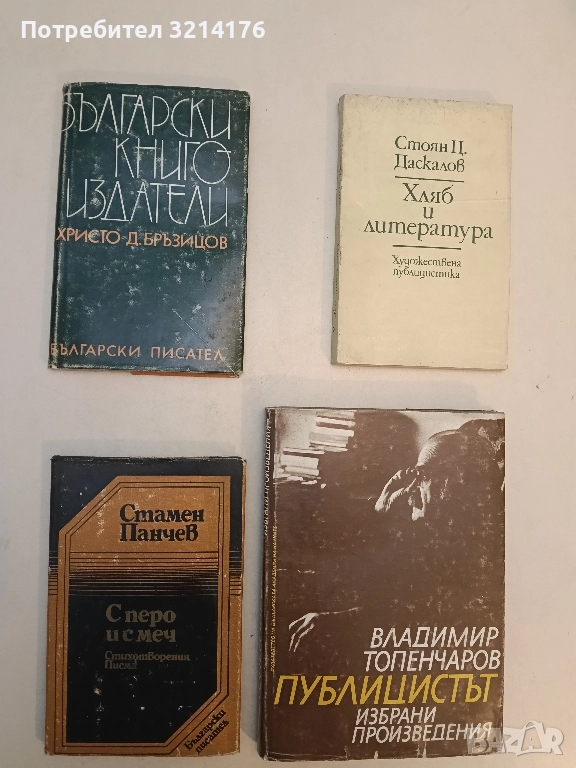 Потребител 3214176
БЪЛГАРСКИ
КНИГО-
ИЗДАТЕЛИ
ХРИСТО Д. БРЪЗИЦОВ
БЪЛГАРСКИ ПИСАТЕЛ
Стоян Ц.
Даскалов
Хляб и
литература
Художествена
публицистика
Стамен
Панчев
С перо
и с меч
Стихотворения
Писма
Български
писател
ВЛАДИМИР
ТОПЕНЧАРОВ
ПУБЛИЦИСТЪТ
ИЗБРАНИ
ПРОИЗВЕДЕНИЯ
bazar